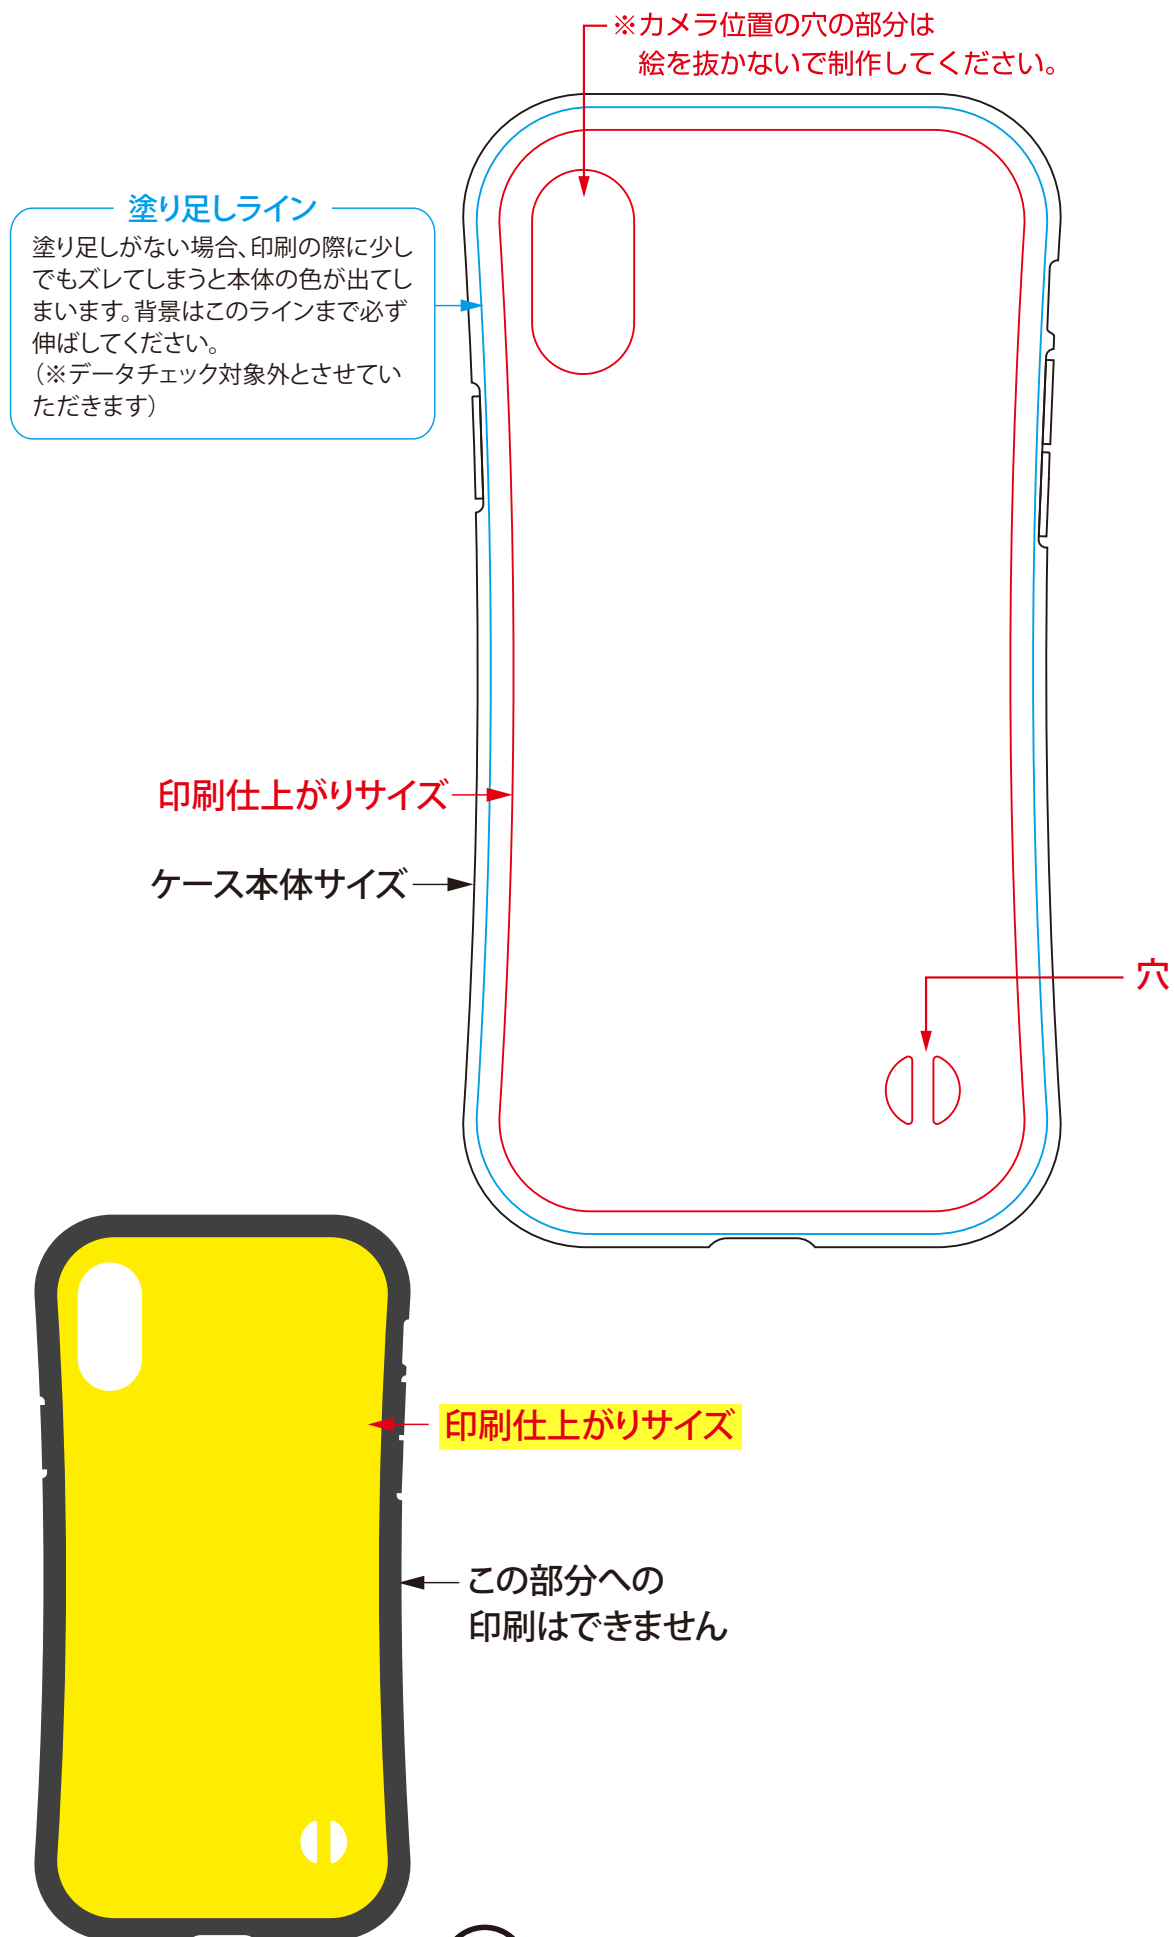 ※カメラ位置の穴の部分は
絵を抜かないで制作してください。
塗り足しライン
塗り足しがない場合、印刷の際に少し
でもズレてしまうと本体の色が出てし
まいます。背景はこのラインまで必ず
伸ばしてください。
（※データチェック対象外とさせてい
ただきます）
印刷仕上がりサイズ
ケース本体サイズ
穴
印刷仕上がりサイズ
この部分への
印刷はできません